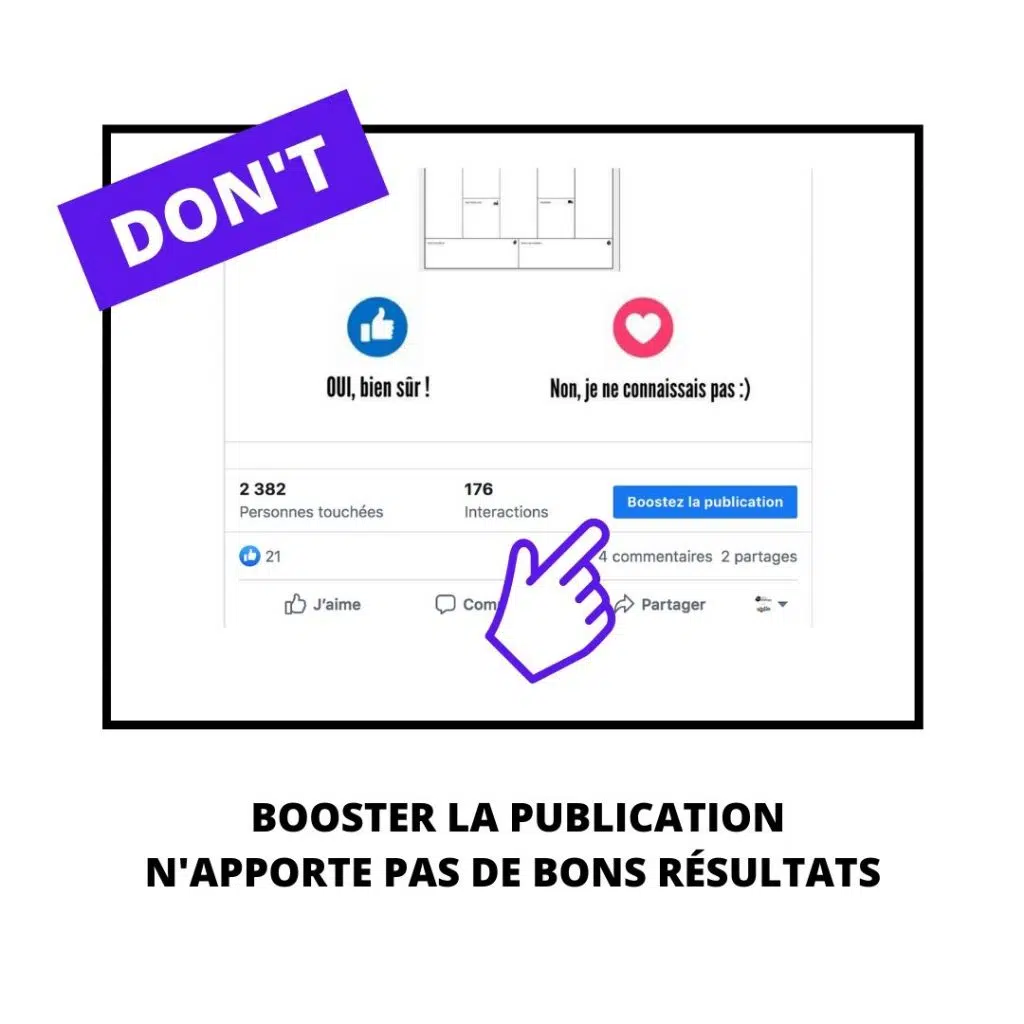 DON'T
OUI, bien sûr !
Non, je ne connaissais pas :)
2 382
176
Personnes touchées
Interactions
Boostez la publication
21
4 commentaires 2 partages
J'aime
Com
Partager
BOOSTER LA PUBLICATION
N'APPORTE PAS DE BONS RÉSULTATS